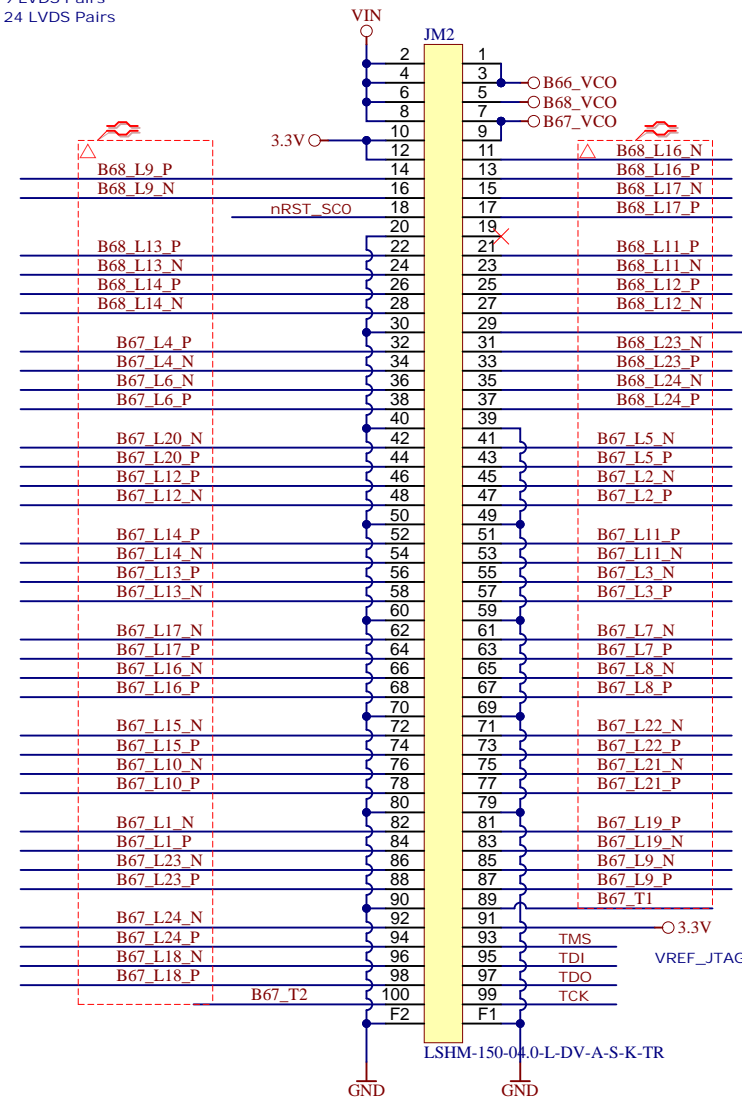 24 LVDS Pairs
VIN
JM2
2 1
4 3 B66_VCO
6 5 B68_VCO
8 7 B67_VCO
3.3V 10 9
12 11 B68_L16_N
B68_L9_P 14 13 B68_L16_P
B68_L9_N 16 15 B68_L17_N
nRST_SC0 18 17 B68_L17_P
20 19
B68_L13_P 22 21 B68_L11_P
B68_L13_N 24 23 B68_L11_N
B68_L14_P 26 25 B68_L12_P
B68_L14_N 28 27 B68_L12_N
30 29
B67_L4_P 32 31 B68_L23_N
B67_L4_N 34 33 B68_L23_P
B67_L6_N 36 35 B68_L24_N
B67_L6_P 38 37 B68_L24_P
40 39
B67_L20_N 42 41 B67_L5_N
B67_L20_P 44 43 B67_L5_P
B67_L12_P 46 45 B67_L2_N
B67_L12_N 48 47 B67_L2_P
50 49
B67_L14_P 52 51 B67_L11_P
B67_L14_N 54 53 B67_L11_N
B67_L13_P 56 55 B67_L3_N
B67_L13_N 58 57 B67_L3_P
60 59
B67_L17_N 62 61 B67_L7_N
B67_L17_P 64 63 B67_L7_P
B67_L16_N 66 65 B67_L8_N
B67_L16_P 68 67 B67_L8_P
70 69
B67_L15_N 72 71 B67_L22_N
B67_L15_P 74 73 B67_L22_P
B67_L10_N 76 75 B67_L21_N
B67_L10_P 78 77 B67_L21_P
80 79
B67_L1_N 82 81 B67_L19_P
B67_L1_P 84 83 B67_L19_N
B67_L23_N 86 85 B67_L9_N
B67_L23_P 88 87 B67_L9_P
90 89 B67_T1
B67_L24_N 92 91 3.3V
B67_L24_P 94 93 TMS
B67_L18_N 96 95 TDI VREF_JTAG
B67_L18_P 98 97 TDO
B67_T2 100 99 TCK
F2 F1
LSHM-150-04.0-L-DV-A-S-K-TR
GND GND